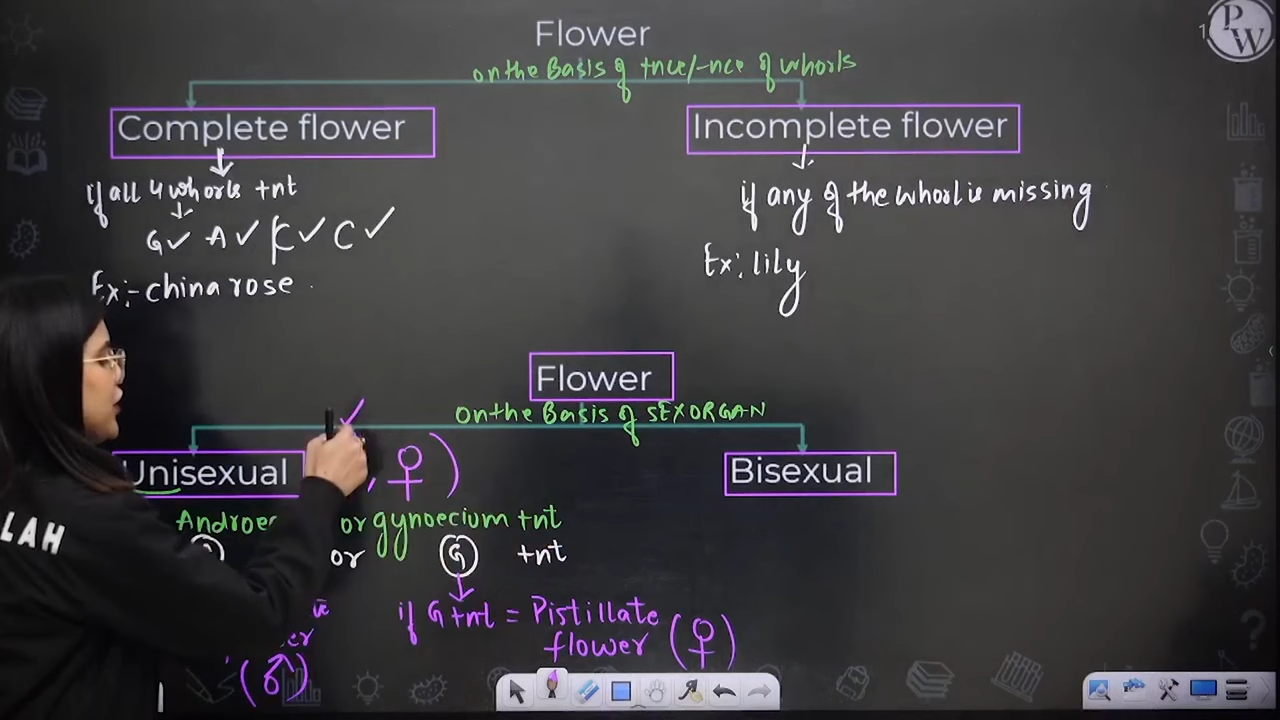 Flower
PW
on the Basis of +nce/-nce of whorls
Complete flower
Incomplete flower
if all 4 whorls +nt
if any of the whorl is missing
G✓ A✓ K✓ C✓
Ex; lily
Ex:- china rose
Flower
On the Basis of SEX ORGAN
Unisexual
, ♀)
Bisexual
or gynoecium +nt
LAH
or G +nt
if G +nt = Pistillate
flower (♀)
(♂)